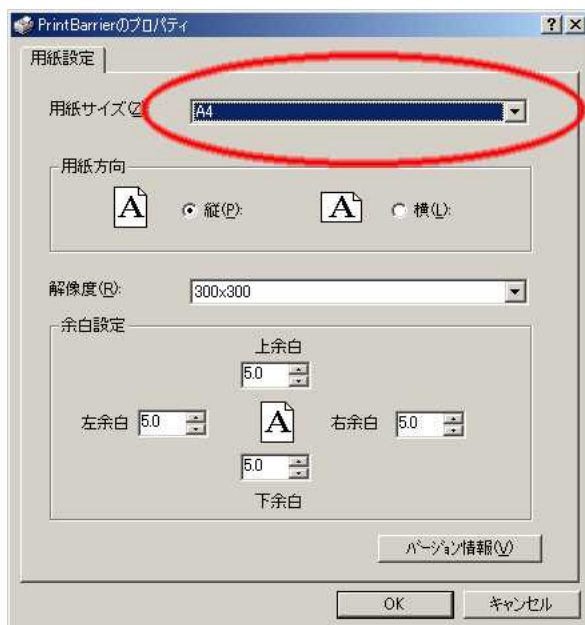 PrintBarrierのプロパティ
用紙設定
用紙サイズ(Z
A4
用紙方向
A 縦(P): A 横(L):
解像度(R):
300x300
余白設定
上余白
5.0
左余白 5.0 A 右余白 5.0
5.0
下余白
バージョン情報(V)
OK キャンセル